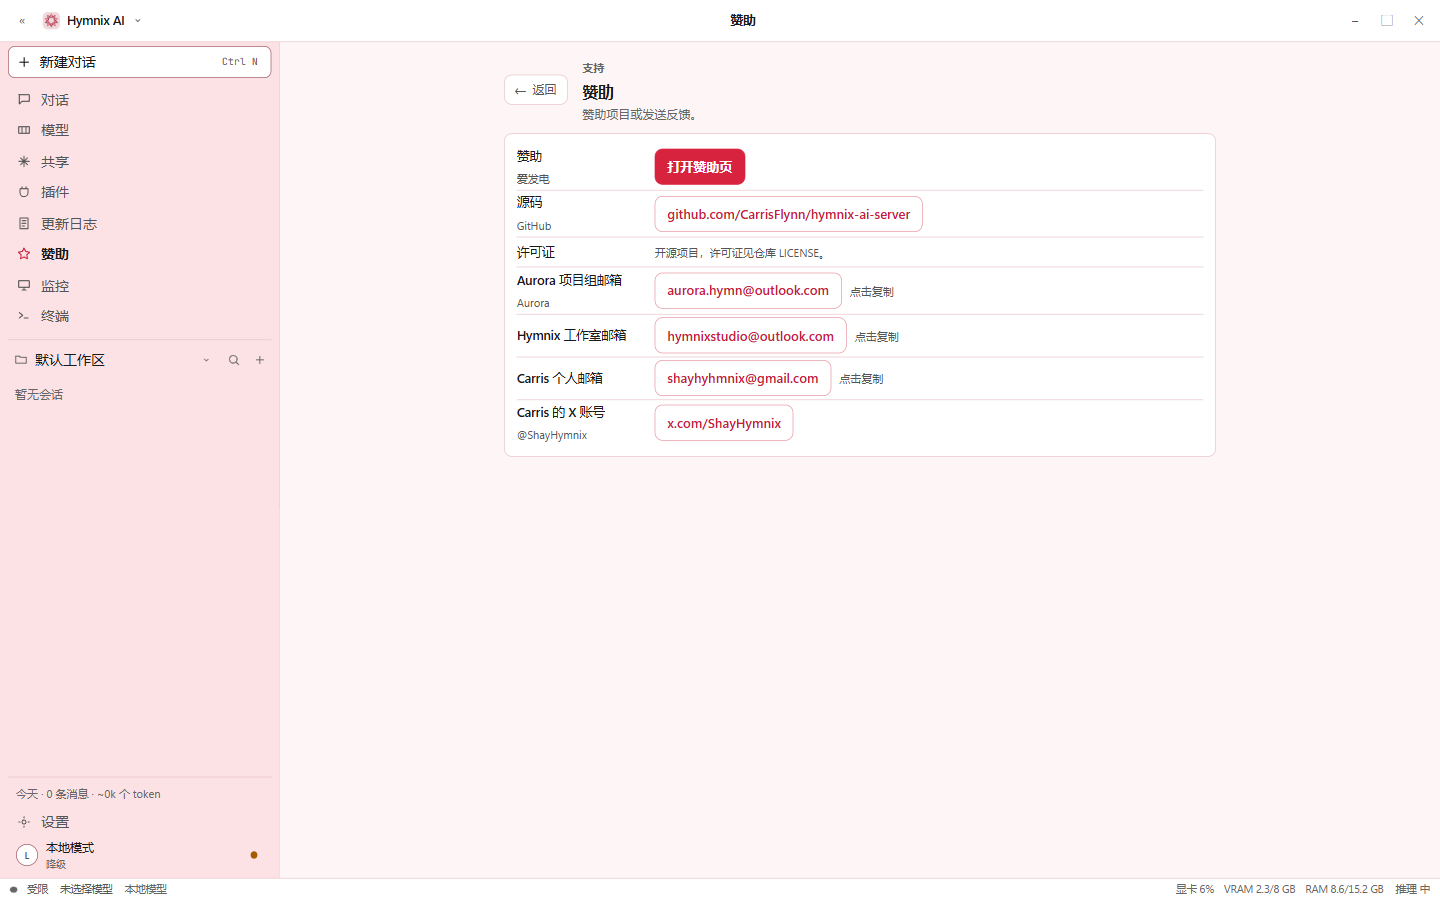 « Hymnix AI
赞助
+ 新建对话 Ctrl N
对话
模型
共享
插件
更新日志
赞助
监控
终端
默认工作区
暂无会话
今天 · 0 条消息 · ~0k 个 token
设置
L
本地模式
降级
← 返回
支持
赞助
赞助项目或发送反馈。
赞助
爱发电
打开赞助页
源码
GitHub
github.com/CarrisFlynn/hymnix-ai-server
许可证
开源项目，许可证见仓库 LICENSE。
Aurora 项目组邮箱
Aurora
aurora.hymn@outlook.com 点击复制
Hymnix 工作室邮箱
hymnixstudio@outlook.com 点击复制
Carris 个人邮箱
shayhyhmnix@gmail.com 点击复制
Carris 的 X 账号
@ShayHymnix
x.com/ShayHymnix
受限 未选择模型 本地模型
显卡 6% VRAM 2.3/8 GB RAM 8.6/15.2 GB 推理 中